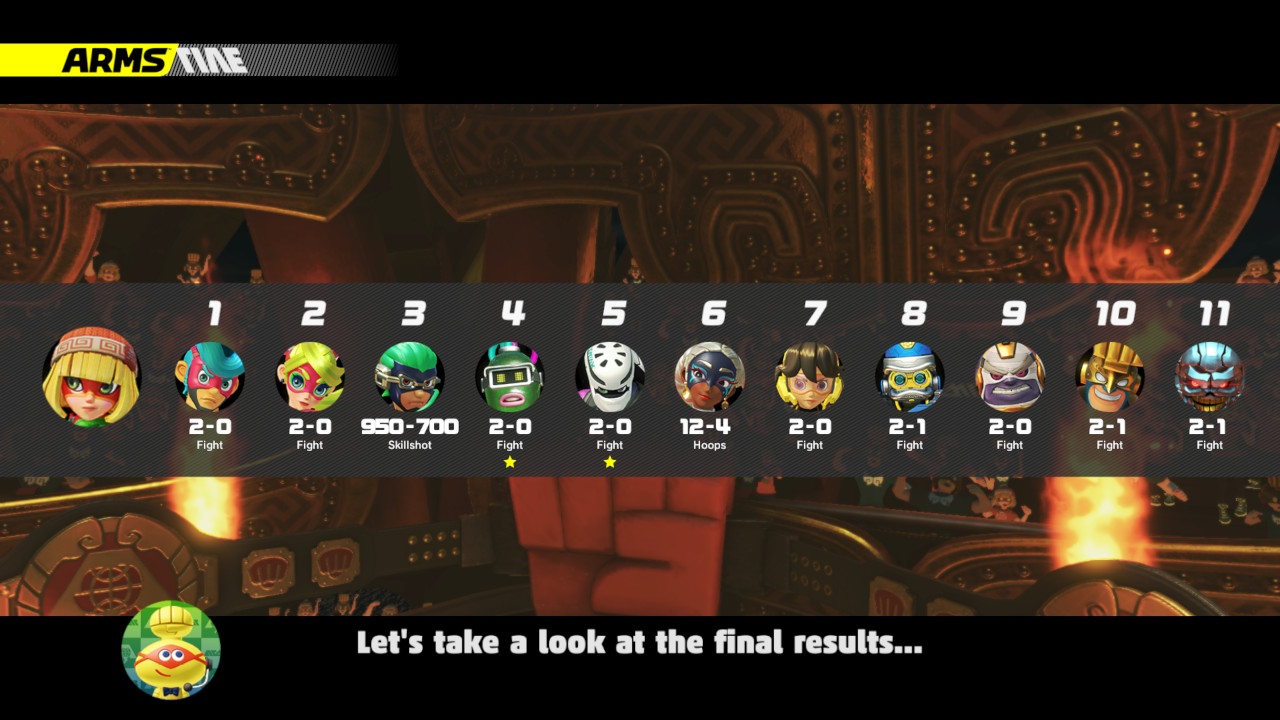 ARMS
1 2 3 4 5 6 7 8 9 10 11
2-0 2-0 950-700 2-0 2-0 12-4 2-0 2-1 2-0 2-1 2-1
Fight Fight Skillshot Fight Fight Hoops Fight Fight Fight Fight Fight
Let's take a look at the final results...